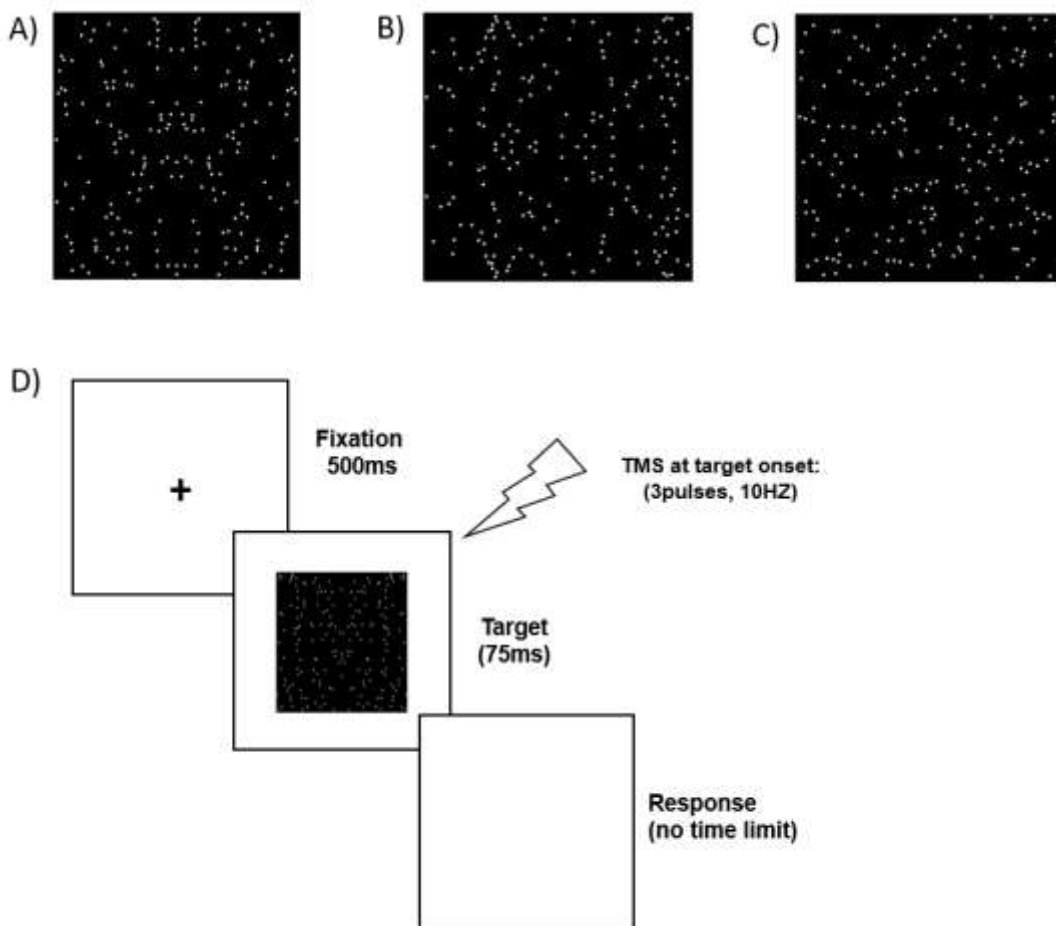 A)
B)
C)
D)
Fixation
500ms
+
TMS at target onset:
(3pulses, 10HZ)
Target
(75ms)
Response
(no time limit)